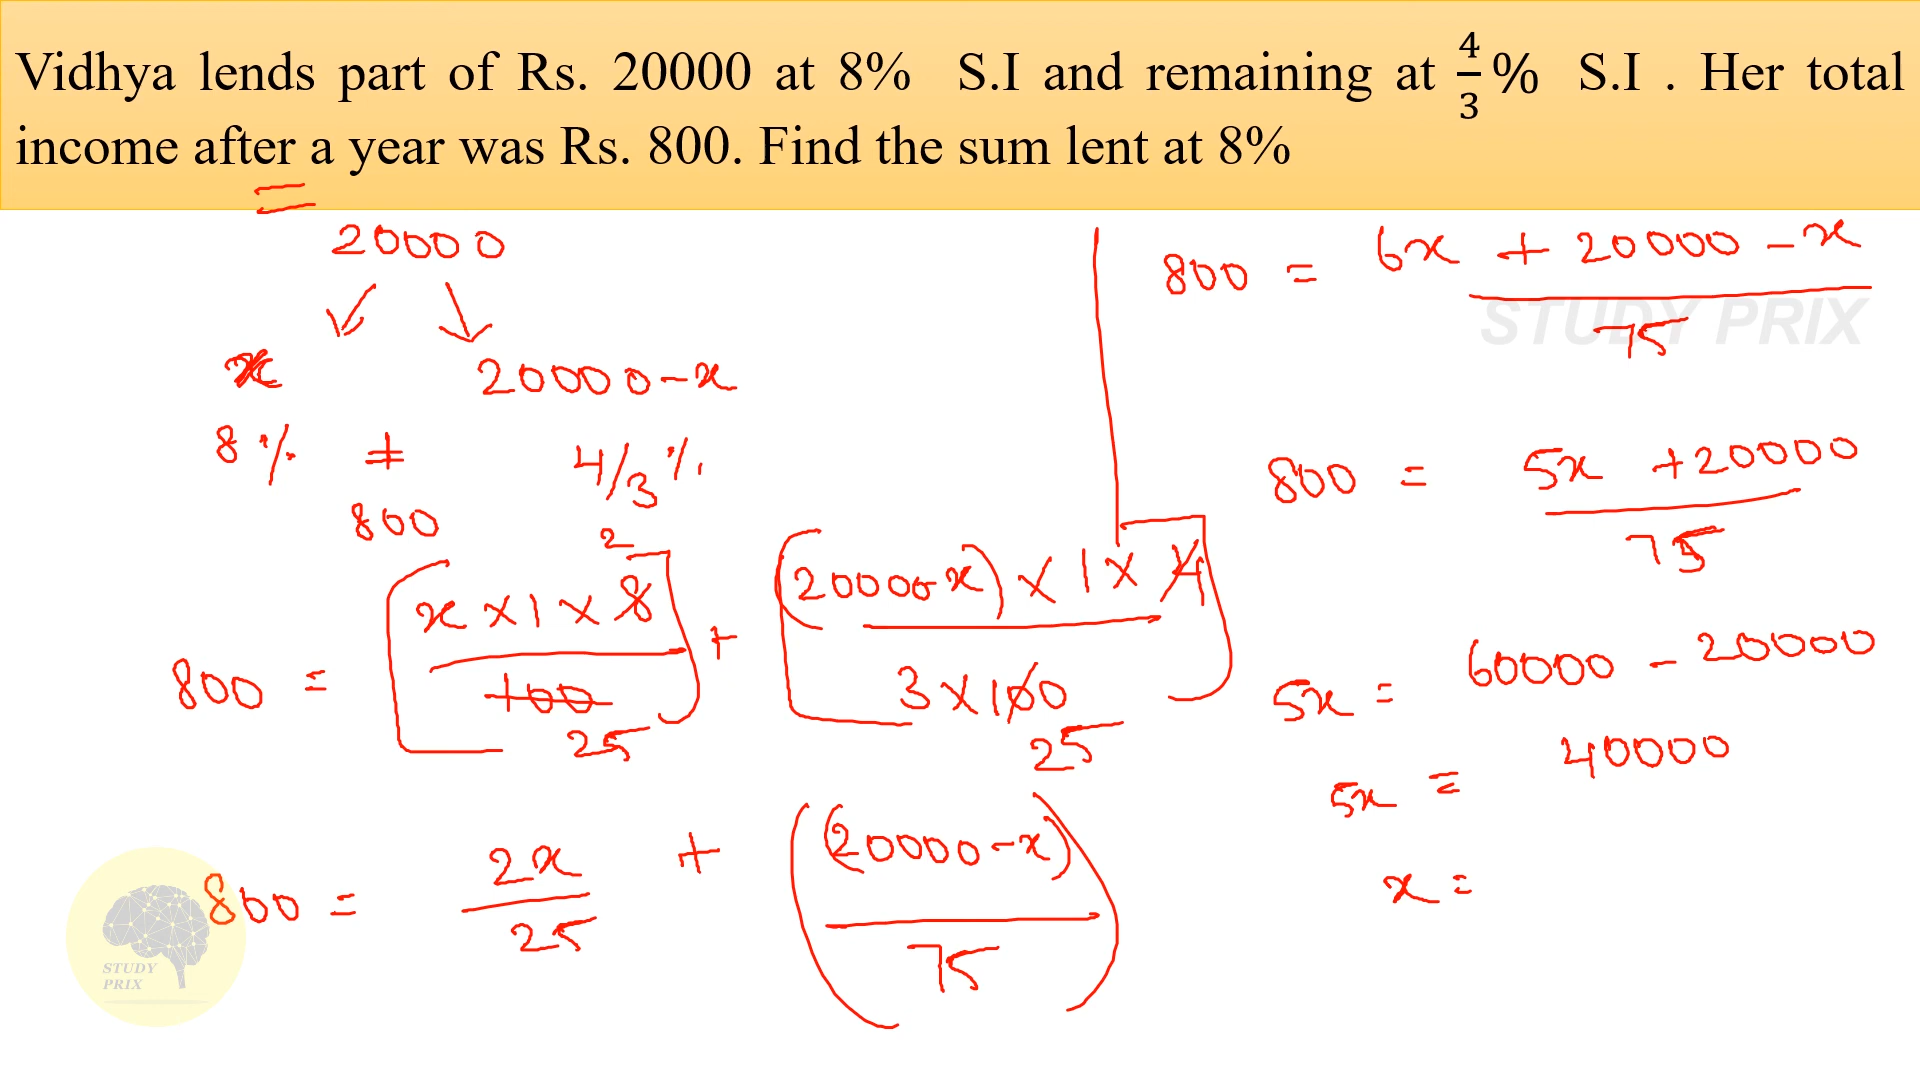 Vidhya lends part of Rs. 20000 at 8% S.I and remaining at 4/3 % S.I . Her total
income after a year was Rs. 800. Find the sum lent at 8%
20000
x 20000-x
8% + 4/3 %
800
2
800 = [x × 1 × 8 / 100] + [(20000-x) × 1 × 4 / 3 × 100]
25 25
800 = 2x/25 + ((20000-x)/75)
800 = 6x + 20000 - x / 75
STUDY PRIX
800 = 5x + 20000 / 75
5x = 60000 - 20000
5x = 40000
x =
STUDY
PRIX